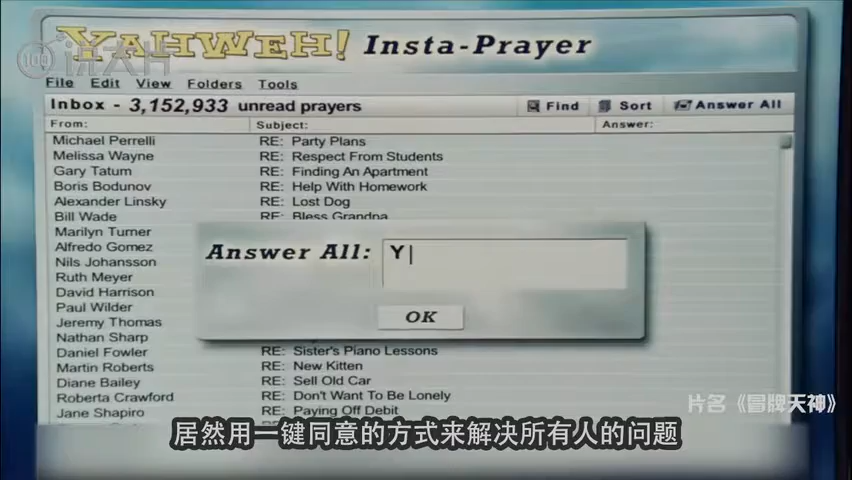 YAHWEH! Insta-Prayer
100 说大片
File Edit View Folders Tools
Inbox - 3,152,933 unread prayers Find Sort Answer All
From: Subject: Answer:
Michael Perrelli RE: Party Plans
Melissa Wayne RE: Respect From Students
Gary Tatum RE: Finding An Apartment
Boris Bodunov RE: Help With Homework
Alexander Linsky RE: Lost Dog
Bill Wade RE: Bless Grandpa
Marilyn Turner
Alfredo Gomez
Nils Johansson
Ruth Meyer
David Harrison
Paul Wilder
Jeremy Thomas
Nathan Sharp
Answer All: Y
OK
Daniel Fowler RE: Sister's Piano Lessons
Martin Roberts RE: New Kitten
Diane Bailey RE: Sell Old Car
Roberta Crawford RE: Don't Want To Be Lonely
Jane Shapiro RE: Paying Off Debit
片名《冒牌天神》
居然用一键同意的方式来解决所有人的问题